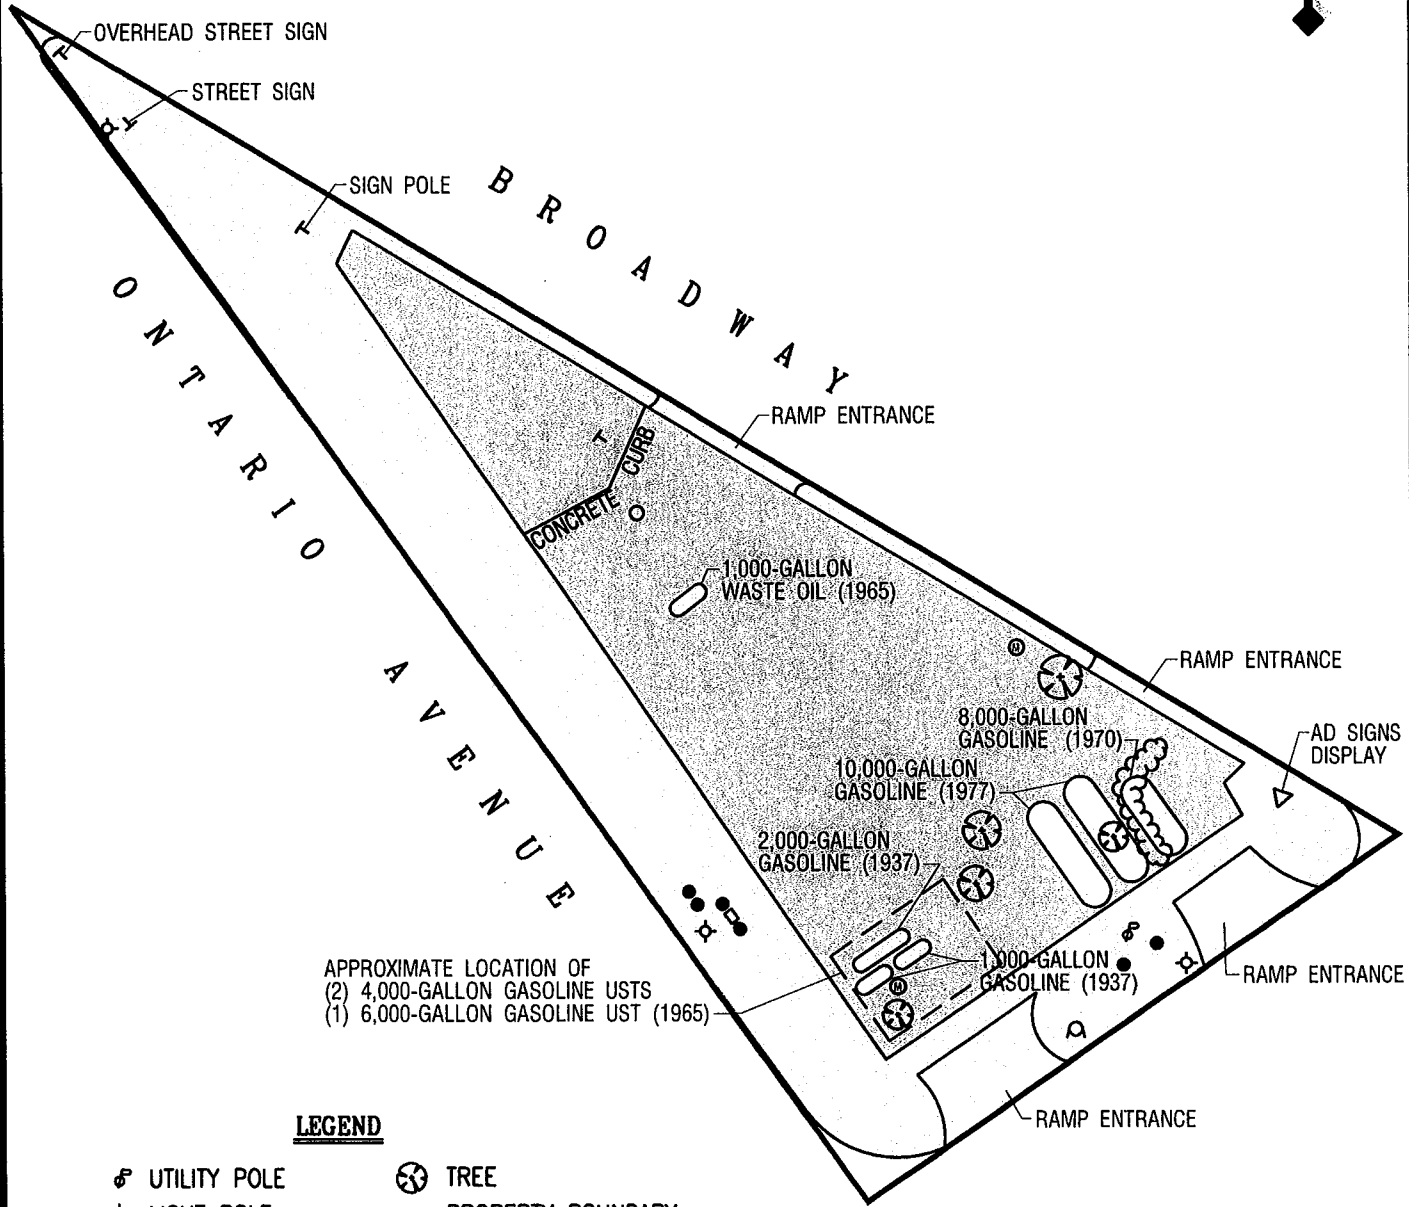 OVERHEAD STREET SIGN
STREET SIGN
SIGN POLE
BROADWAY
ONTARIO AVENUE
RAMP ENTRANCE
CONCRETE CURB
1,000-GALLON
WASTE OIL (1965)
RAMP ENTRANCE
8,000-GALLON
GASOLINE (1970)
AD SIGNS
DISPLAY
10,000-GALLON
GASOLINE (1977)
2,000-GALLON
GASOLINE (1937)
1,000-GALLON
GASOLINE (1937)
RAMP ENTRANCE
APPROXIMATE LOCATION OF
(2) 4,000-GALLON GASOLINE USTS
(1) 6,000-GALLON GASOLINE UST (1965)
RAMP ENTRANCE
LEGEND
UTILITY POLE
TREE
M
M